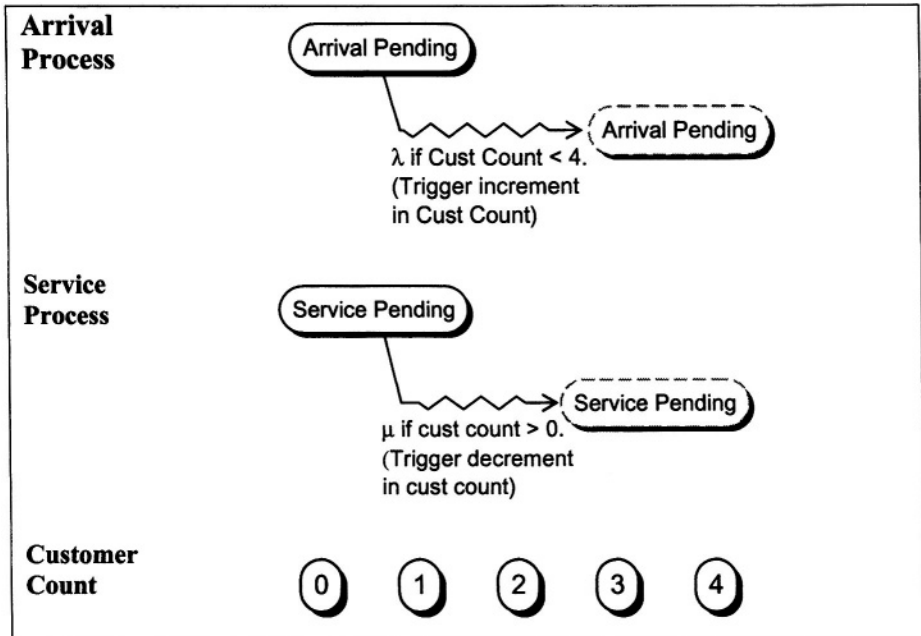 Arrival
Process
Arrival Pending
Arrival Pending
λ if Cust Count < 4.
(Trigger increment
in Cust Count)
Service
Process
Service Pending
Service Pending
μ if cust count > 0.
(Trigger decrement
in cust count)
Customer
Count
0 1 2 3 4